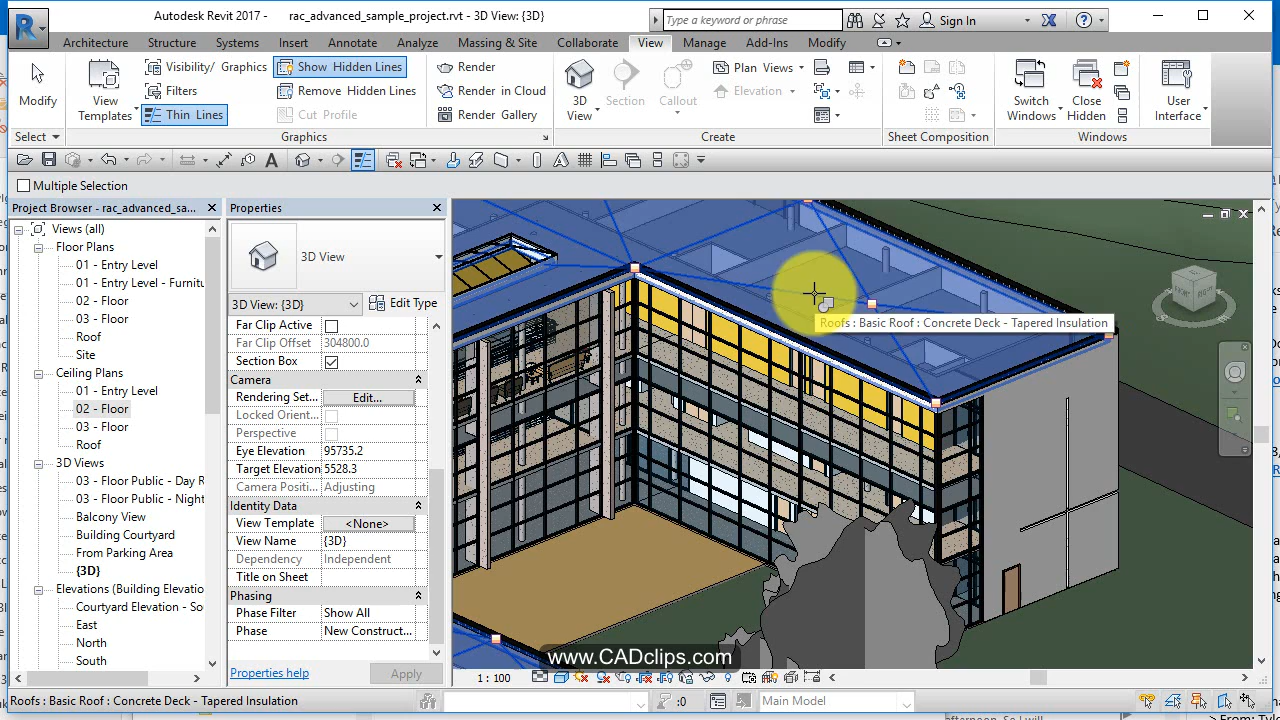 Autodesk Revit 2017 - rac_advanced_sample_project.rvt - 3D View: {3D}
Type a keyword or phrase
Sign In
Architecture Structure Systems Insert Annotate Analyze Massing & Site Collaborate View Manage Add-Ins Modify
Modify
View Templates
Visibility/ Graphics
Filters
Thin Lines
Show Hidden Lines
Remove Hidden Lines
Cut Profile
Render
Render in Cloud
Render Gallery
3D View
Section
Callout
Plan Views
Elevation
Switch Windows
Close Hidden
User Interface
Select Graphics Create Sheet Composition Windows
Multiple Selection
Project Browser - rac_advanced_sa...
Views (all)
Floor Plans
01 - Entry Level
01 - Entry Level - Furnitu
02 - Floor
03 - Floor
Roof
Site
Ceiling Plans
01 - Entry Level
02 - Floor
03 - Floor
Roof
3D Views
03 - Floor Public - Day R
03 - Floor Public - Night
Balcony View
Building Courtyard
From Parking Area
{3D}
Elevations (Building Elevatio
Courtyard Elevation - So
East
North
South
Properties
3D View
3D View: {3D}
Edit Type
Far Clip Active
Far Clip Offset 304800.0
Section Box
Camera
Rendering Set... Edit...
Locked Orient...
Perspective
Eye Elevation 95735.2
Target Elevation 5528.3
Camera Positi... Adjusting
Identity Data
View Template <None>
View Name {3D}
Dependency Independent
Title on Sheet
Phasing
Phase Filter Show All
Phase New Construct...
Properties help
Apply
Roofs : Basic Roof : Concrete Deck - Tapered Insulation
www.CADclips.com
1 : 100
Roofs : Basic Roof : Concrete Deck - Tapered Insulation
:0
Main Model